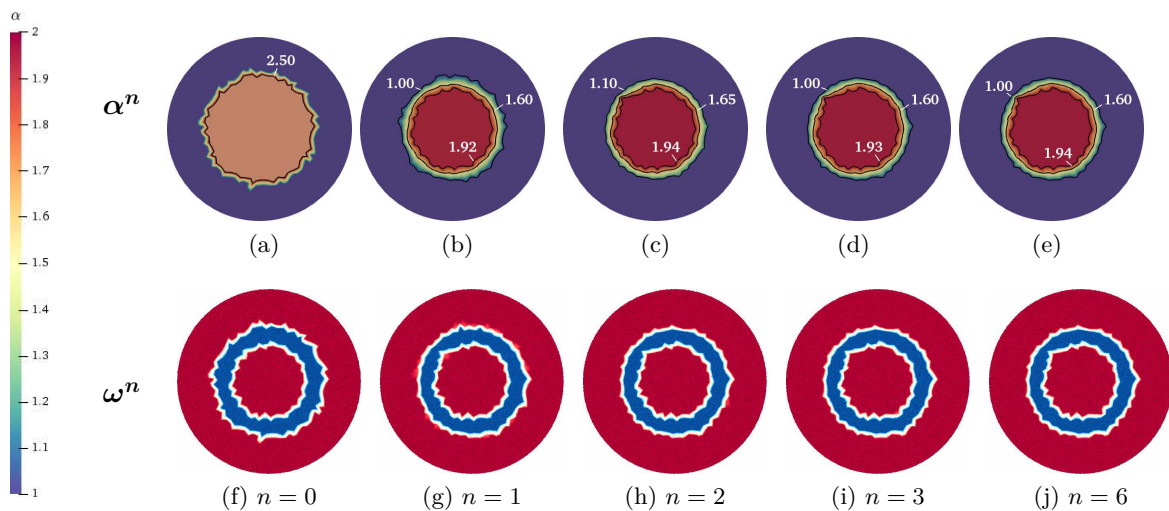 α
2
1.9
1.8
1.7
1.6
1.5
1.4
1.3
1.2
1.1
1
αⁿ
2.50
1.00
1.60
1.92
1.10
1.65
1.94
1.00
1.60
1.93
1.00
1.60
1.94
(a)
(b)
(c)
(d)
(e)
ωⁿ
(f) n = 0
(g) n = 1
(h) n = 2
(i) n = 3
(j) n = 6